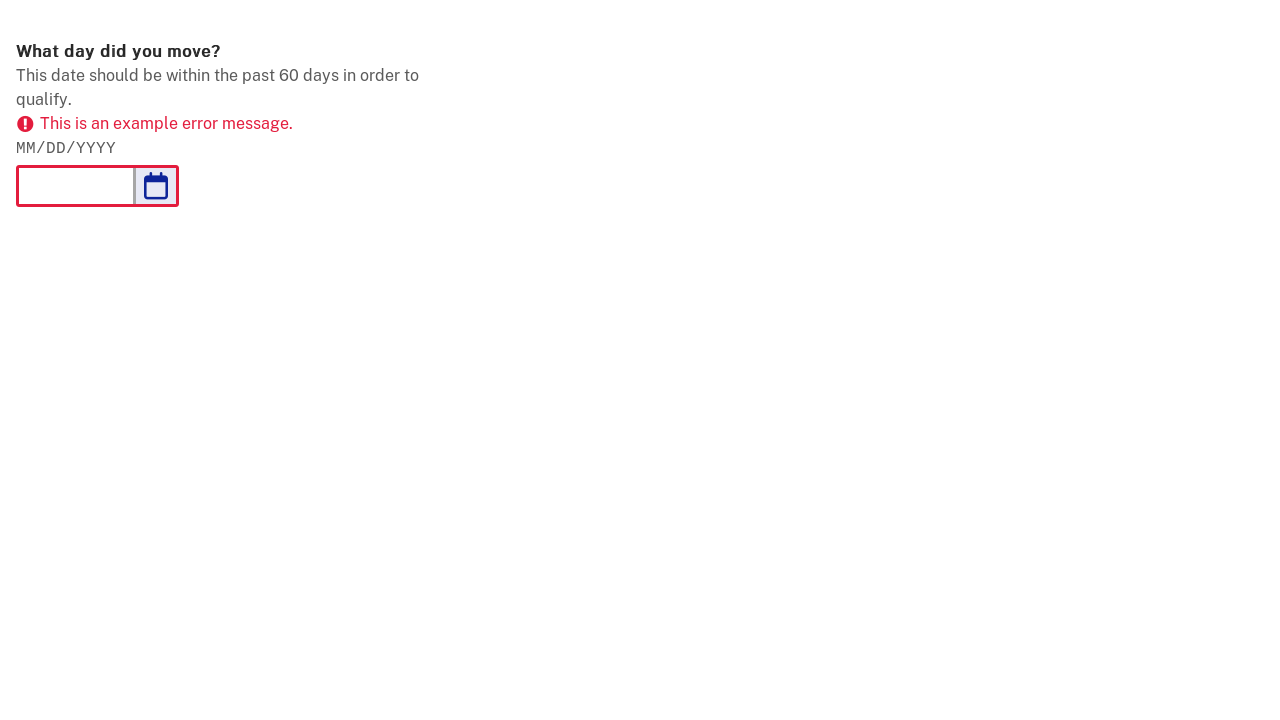 What day did you move?
This date should be within the past 60 days in order to
qualify.
This is an example error message.
MM/DD/YYYY